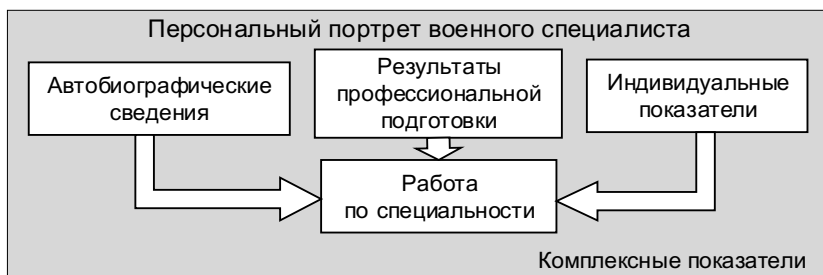 Персональный портрет военного специалиста
Автобиографические
сведения
Результаты
профессиональной
подготовки
Индивидуальные
показатели
Работа
по специальности
Комплексные показатели